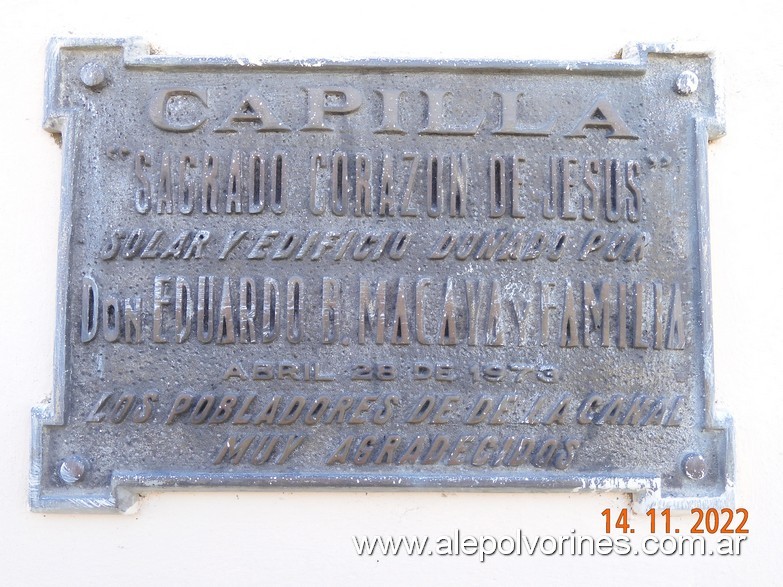 CAPILLA
"SAGRADO CORAZON DE JESUS"
SOLAR Y EDIFICIO DONADO POR
DON EDUARDO B. MACAYA Y FAMILIA
ABRIL 28 DE 1973
LOS POBLADORES DE DE LA CANAL
MUY AGRADECIDOS
14.11.2022
www.alepolvorines.com.ar